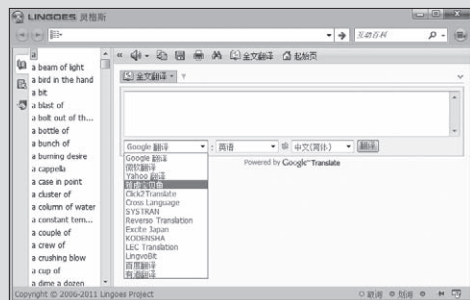 LINGOES 灵格斯
互动百科
a
全文翻译 起始页
a beam of light
全文翻译
a bird in the hand
a bit
a blast of
a bolt out of th...
a bottle of
a bunch of
a burning desire
a cappella
a case in point
a cluster of
a column of water
a constant tem...
a couple of
a crew of
a crushing blow
a cup of
a dime a dozen
Google 翻译 : 英语 中文(简体) 翻译
Powered by Google Translate
Google 翻译
微软翻译
Yahoo 翻译
Click2Translate
Cross Language
SYSTRAN
Reverso Translation
Excite Japan
KODENSHA
LEC Translation
LingvoBit
百度翻译
有道翻译
Copyright © 2006-2011 Lingoes Project
取词 划词